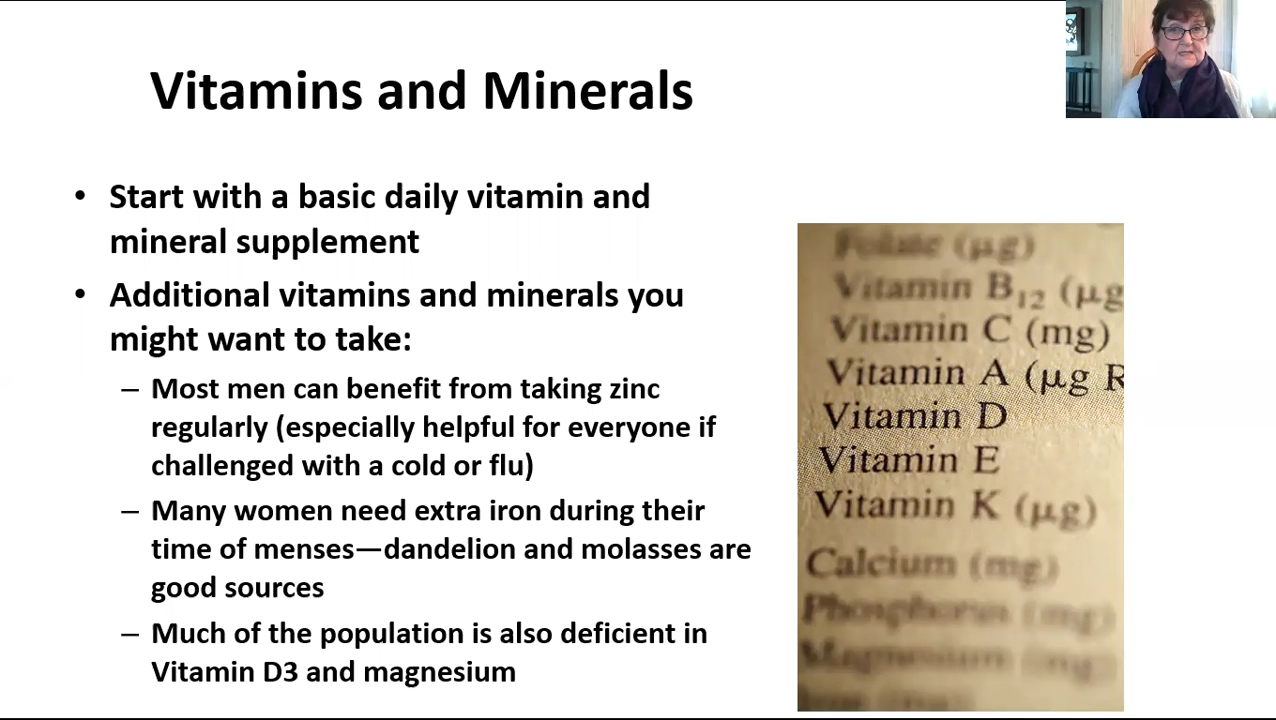 Vitamins and Minerals
• Start with a basic daily vitamin and
mineral supplement
• Additional vitamins and minerals you
might want to take:
– Most men can benefit from taking zinc
regularly (especially helpful for everyone if
challenged with a cold or flu)
– Many women need extra iron during their
time of menses—dandelion and molasses are
good sources
– Much of the population is also deficient in
Vitamin D3 and magnesium
Folate (μg)
Vitamin B12 (μg
Vitamin C (mg)
Vitamin A (μg R
Vitamin D
Vitamin E
Vitamin K (μg)
Calcium (mg)
Phosphorus (mg)
Magnesium (mg)